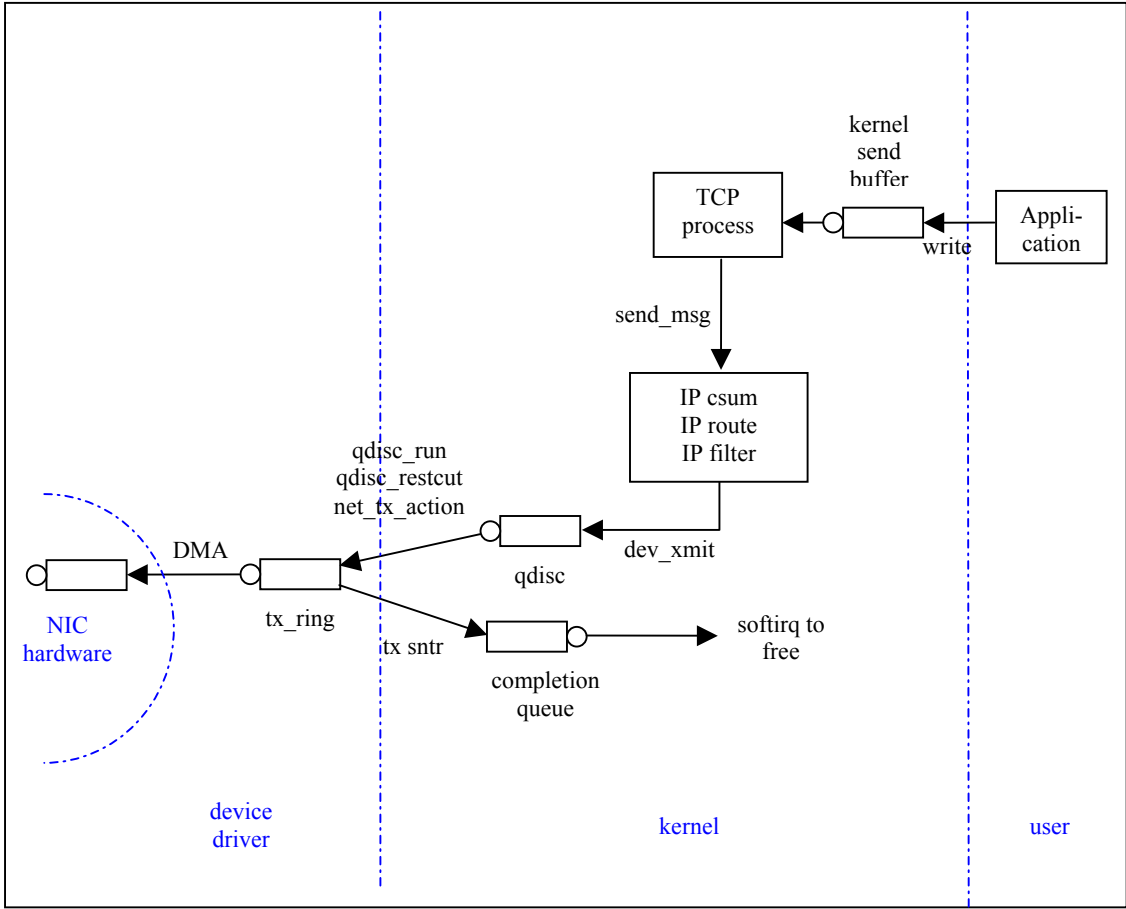 kernel
send
buffer
TCP
process
Appli-
cation
write
send_msg
IP csum
IP route
IP filter
qdisc_run
qdisc_restcut
net_tx_action
DMA
dev_xmit
qdisc
tx_ring
NIC
hardware
tx sntr
softirq to
free
completion
queue
device
driver
kernel
user